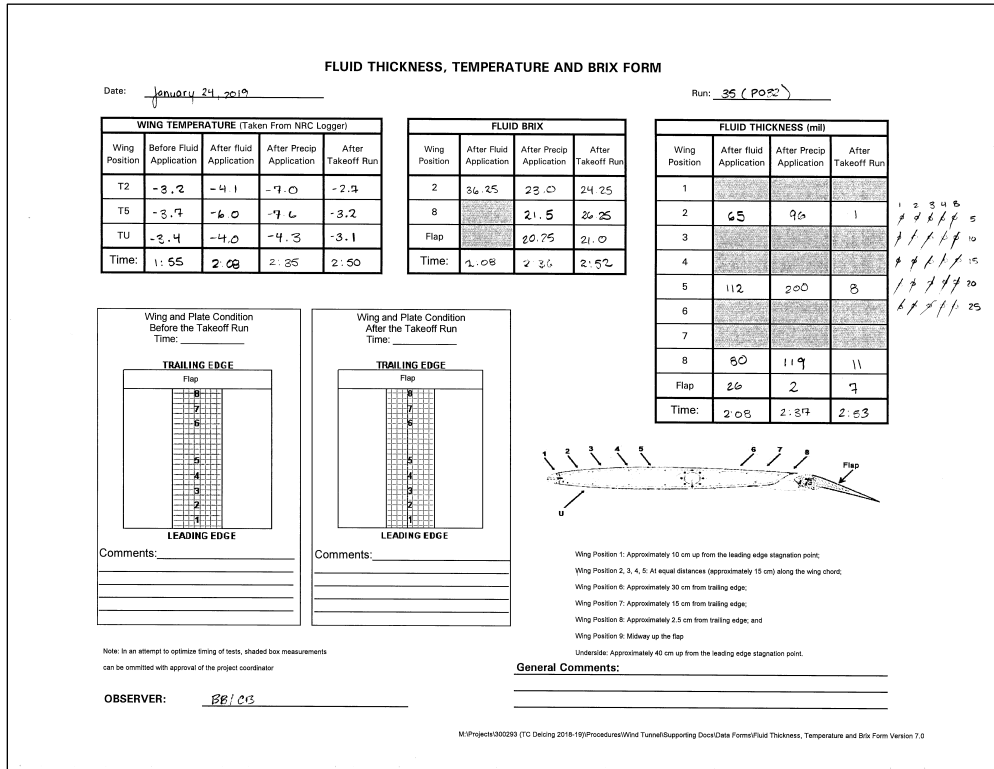 FLUID THICKNESS, TEMPERATURE AND BRIX FORM
Date: January 24, 2019
Run: 35 (P032)
WING TEMPERATURE (Taken From NRC Logger)
Wing Position Before Fluid Application After fluid Application After Precip Application After Takeoff Run
T2 -3.2 -4.1 -7.0 -2.7
T5 -3.7 -6.0 -7.6 -3.2
TU -3.4 -4.0 -4.3 -3.1
Time: 1:55 2:08 2:35 2:50
FLUID BRIX
Wing Position After Fluid Application After Precip Application After Takeoff Run
2 36.25 23.0 24.25
8 21.5 26.25
Flap 20.75 21.0
Time: 2:08 2:36 2:52
FLUID THICKNESS (mil)
Wing Position After fluid Application After Precip Application After Takeoff Run
1
2 65 96 1
3
4
5 112 200 8
6
7
8 80 119 11
Flap 26 2 7
Time: 2:08 2:37 2:53
1 2 3 4 8
5
10
15
20
25
Wing and Plate Condition
Before the Takeoff Run
Time:
TRAILING EDGE
Flap
8
7
6
5
4
3
2
1
LEADING EDGE
Comments:
Wing and Plate Condition
After the Takeoff Run
Time:
TRAILING EDGE
Flap
8
7
6
5
4
3
2
1
LEADING EDGE
Comments:
1 2 3 4 5 6 7 8 Flap
U
Wing Position 1: Approximately 10 cm up from the leading edge stagnation point;
Wing Position 2, 3, 4, 5: At equal distances (approximately 15 cm) along the wing chord;
Wing Position 6: Approximately 30 cm from trailing edge;
Wing Position 7: Approximately 15 cm from trailing edge;
Wing Position 8: Approximately 2.5 cm from trailing edge; and
Wing Position 9: Midway up the flap
Underside: Approximately 40 cm up from the leading edge stagnation point.
Note: In an attempt to optimize timing of tests, shaded box measurements
can be ommitted with approval of the project coordinator
General Comments:
OBSERVER: BB/CB
M:\Projects\300293 (TC Deicing 2018-19)\Procedures\Wind Tunnel\Supporting Docs\Data Forms\Fluid Thickness, Temperature and Brix Form Version 7.0